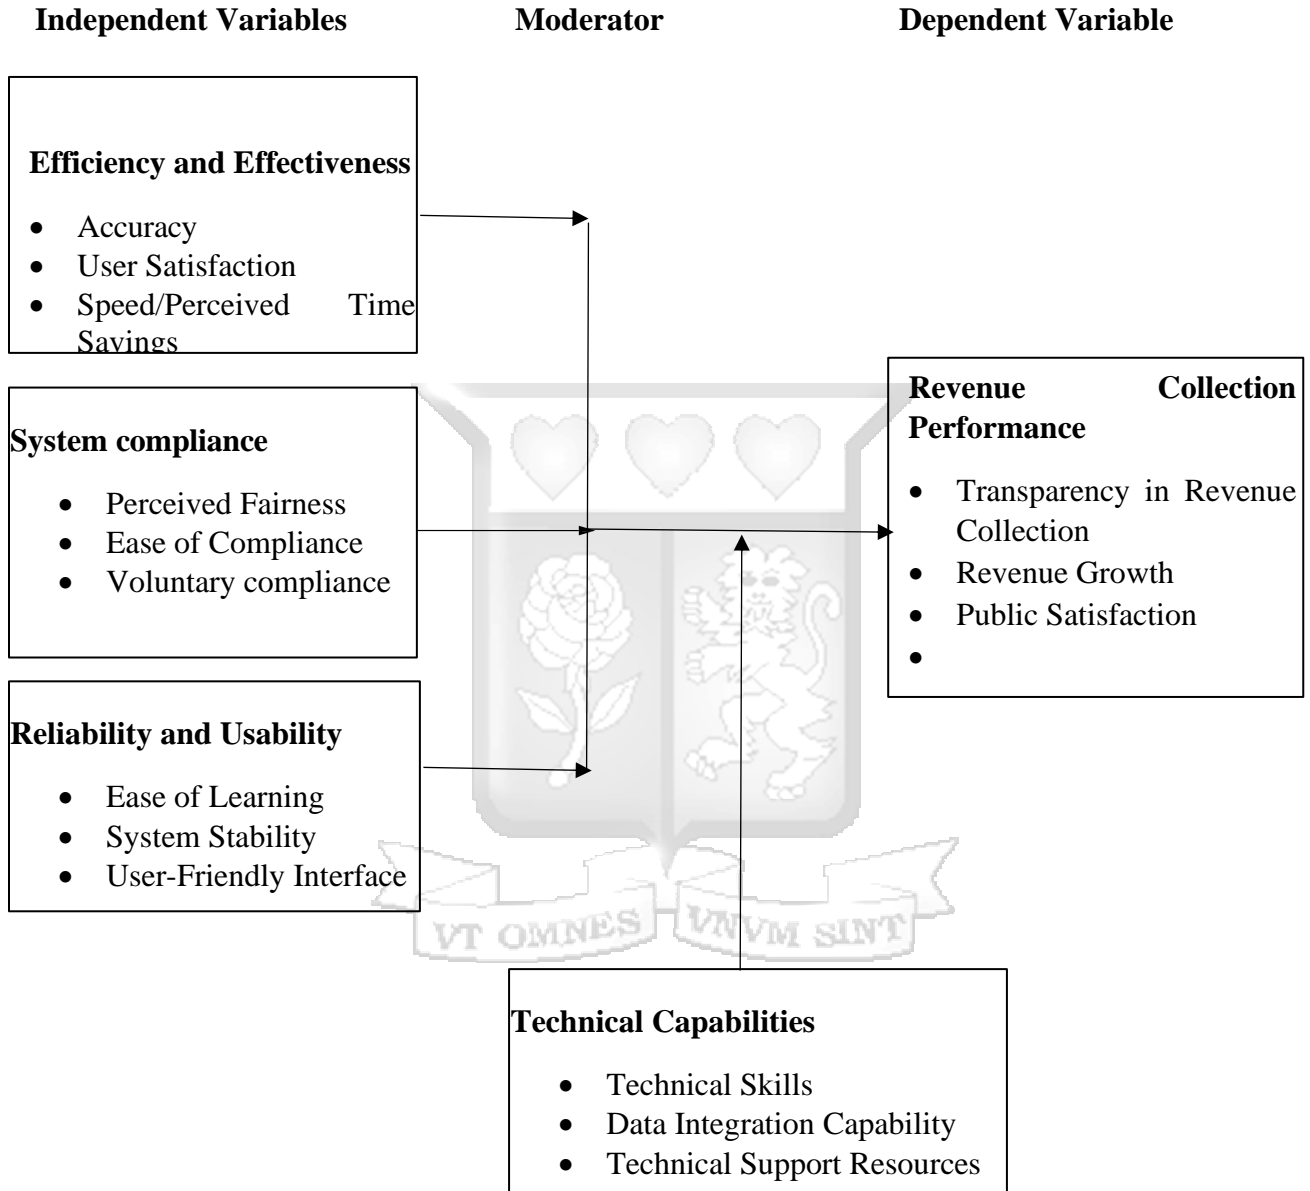 Independent Variables
Moderator
Dependent Variable
Efficiency and Effectiveness
• Accuracy
• User Satisfaction
• Speed/Perceived Time
Savings
System compliance
• Perceived Fairness
• Ease of Compliance
• Voluntary compliance
Reliability and Usability
• Ease of Learning
• System Stability
• User-Friendly Interface
Revenue Collection
Performance
• Transparency in Revenue
Collection
• Revenue Growth
• Public Satisfaction
•
VT OMNES VNVM SINT
Technical Capabilities
• Technical Skills
• Data Integration Capability
• Technical Support Resources